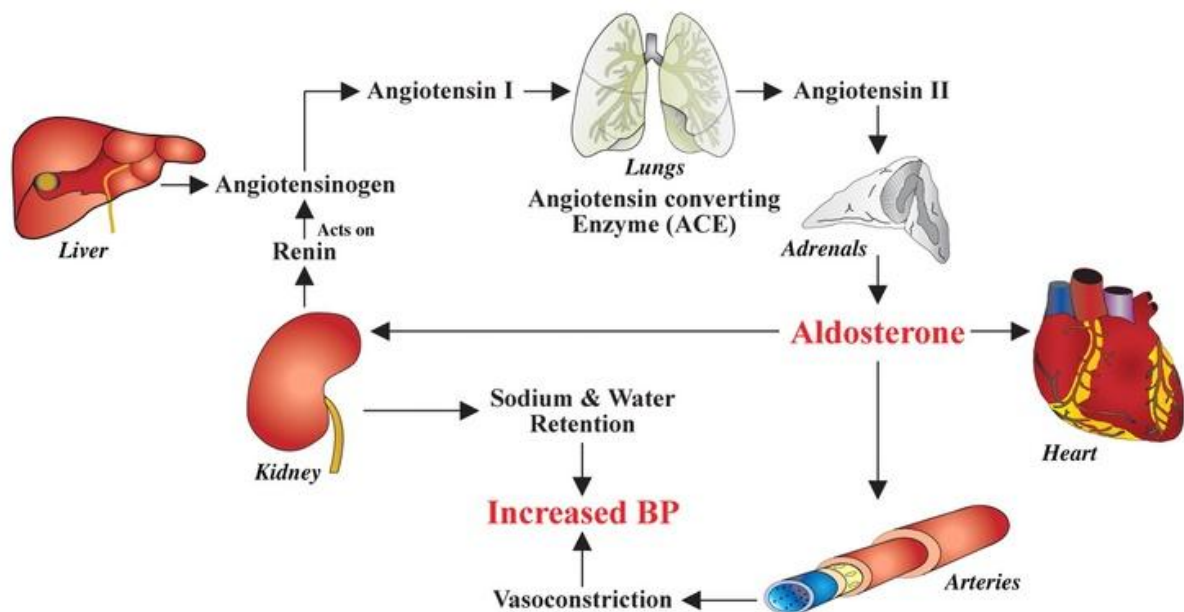 Angiotensin I
Angiotensin II
Lungs
Angiotensin converting
Enzyme (ACE)
Liver
Angiotensinogen
Acts on
Renin
Adrenals
Aldosterone
Heart
Kidney
Sodium & Water
Retention
Increased BP
Vasoconstriction
Arteries